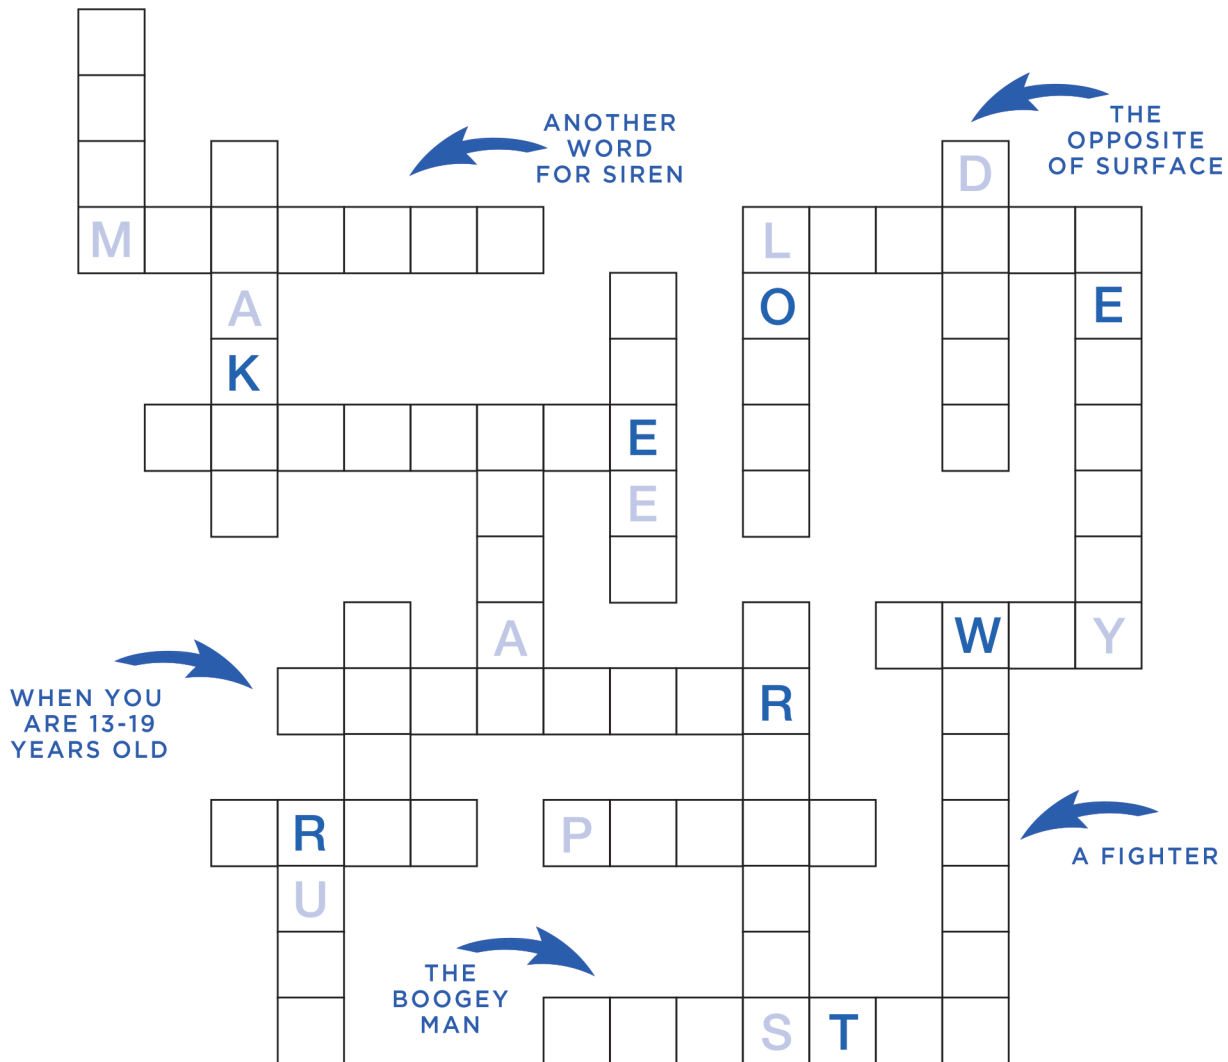 ANOTHER
WORD
FOR SIREN
THE
OPPOSITE
OF SURFACE
D
M
L
A
O
E
K
E
E
A
W
Y
WHEN YOU
ARE 13-19
YEARS OLD
R
R
P
A FIGHTER
U
THE
BOOGEY
MAN
S
T